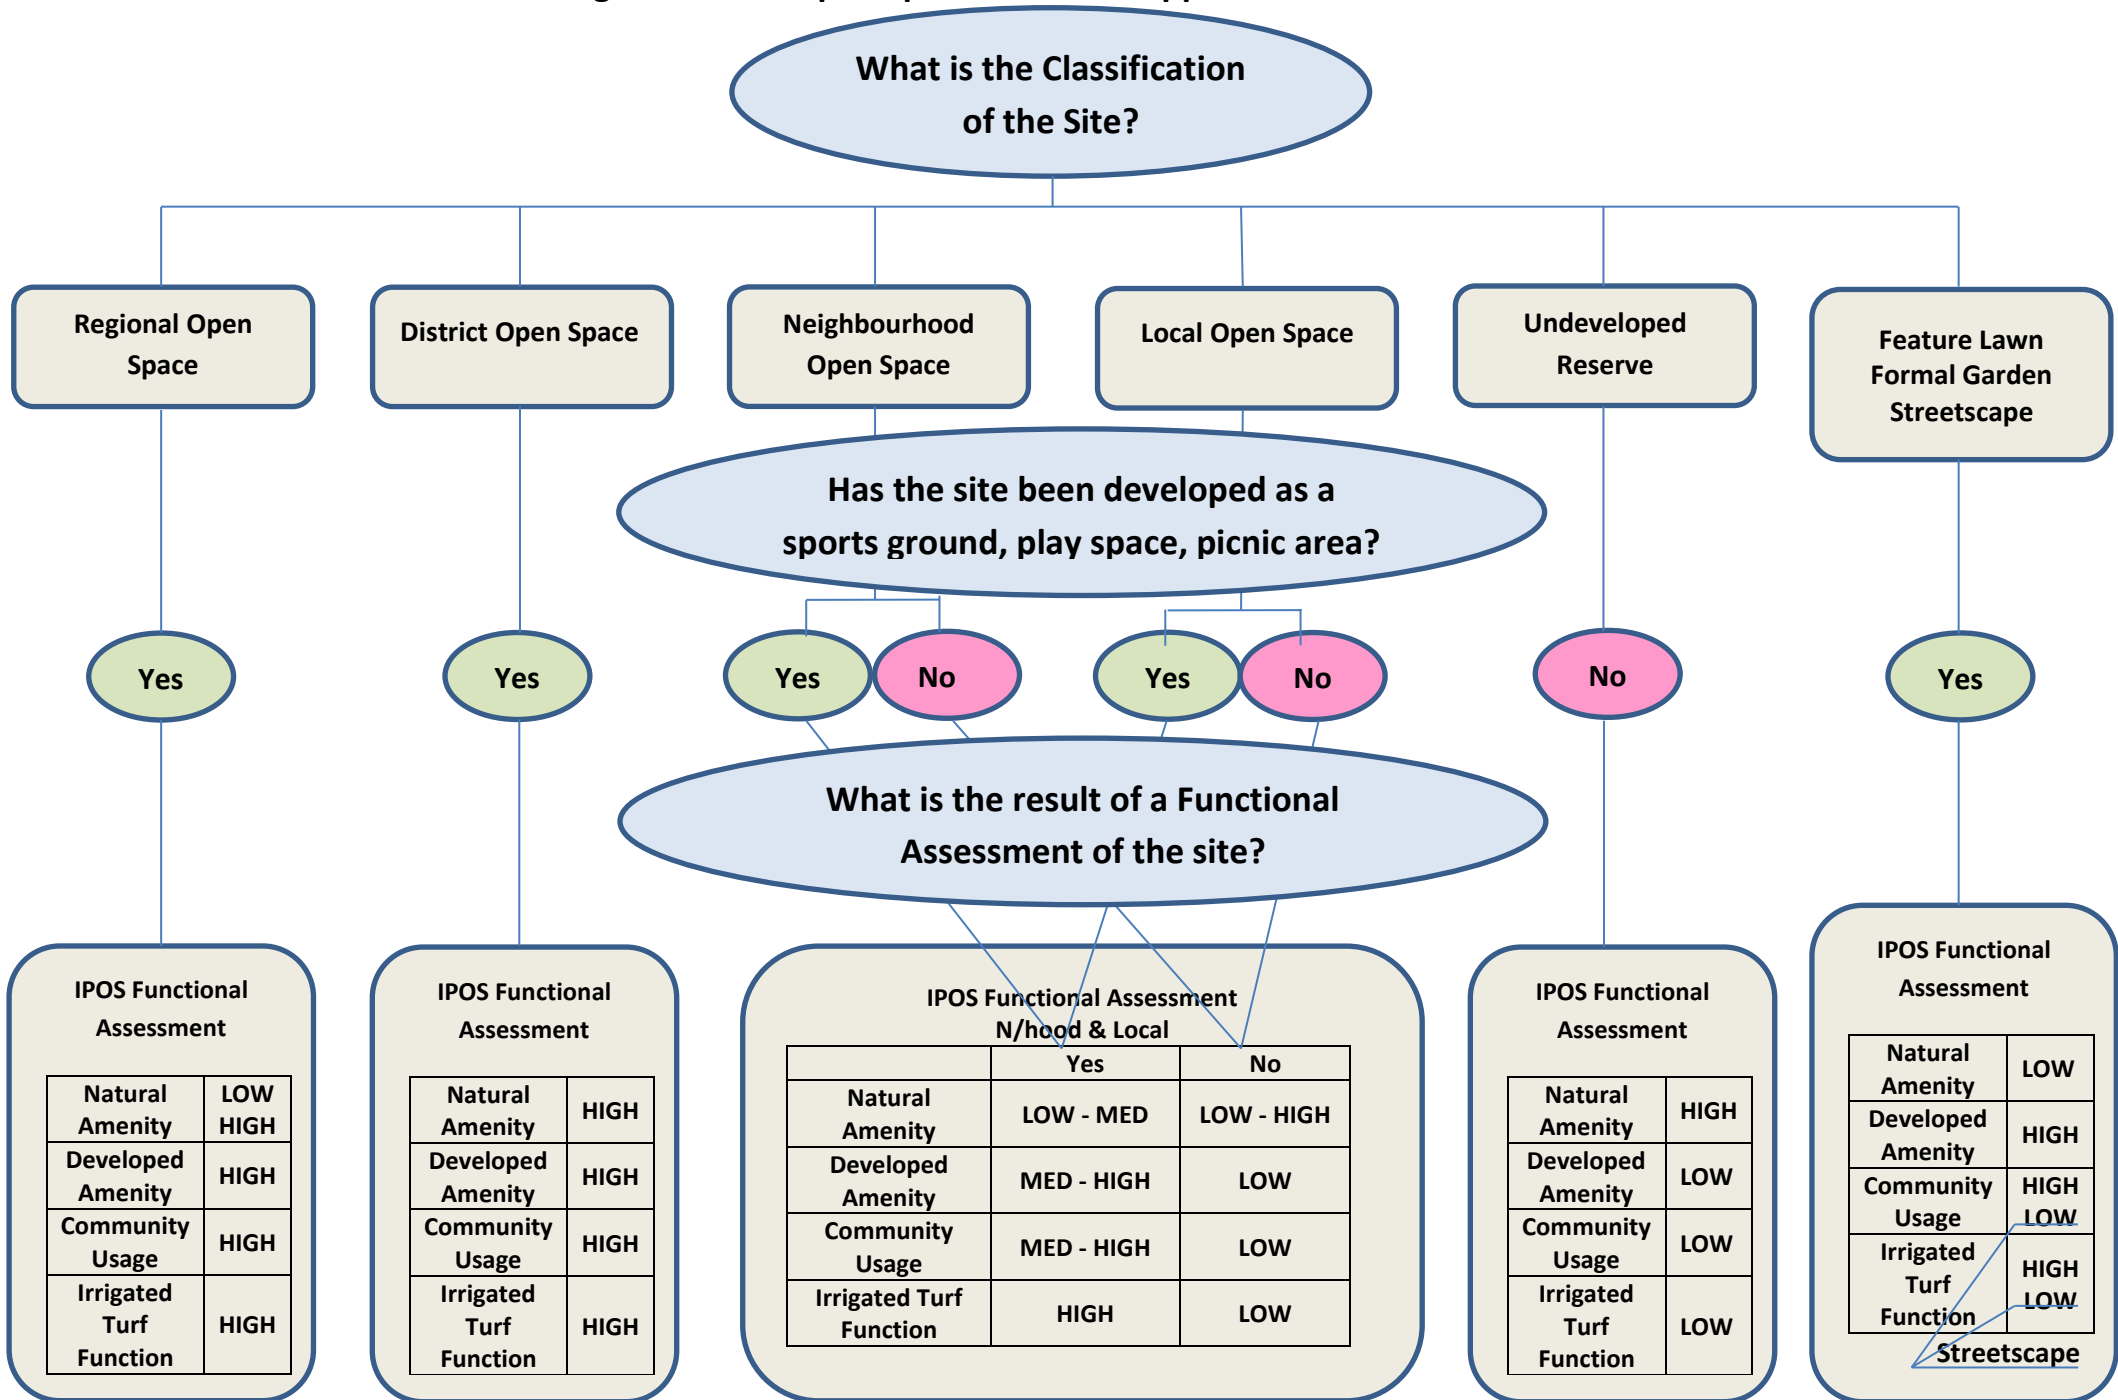 What is the Classification
of the Site?
Regional Open
Space
District Open Space
Neighbourhood
Open Space
Local Open Space
Undeveloped
Reserve
Feature Lawn
Formal Garden
Streetscape
Has the site been developed as a
sports ground, play space, picnic area?
Yes
Yes
Yes
No
Yes
No
No
Yes
What is the result of a Functional
Assessment of the site?
IPOS Functional
Assessment
Natural
Amenity
LOW
HIGH
Developed
Amenity
HIGH
Community
Usage
HIGH
Irrigated
Turf
Function
HIGH
IPOS Functional
Assessment
Natural
Amenity
HIGH
Developed
Amenity
HIGH
Community
Usage
HIGH
Irrigated
Turf
Function
HIGH
IPOS Functional Assessment
N/hood & Local
Yes No
Natural
Amenity
LOW - MED LOW - HIGH
Developed
Amenity
MED - HIGH LOW
Community
Usage
MED - HIGH LOW
Irrigated Turf
Function
HIGH LOW
IPOS Functional
Assessment
Natural
Amenity
HIGH
Developed
Amenity
LOW
Community
Usage
LOW
Irrigated
Turf
Function
LOW
IPOS Functional
Assessment
Natural
Amenity
LOW
Developed
Amenity
HIGH
Community
Usage
HIGH
LOW
Irrigated
Turf
Function
HIGH
LOW
Streetscape